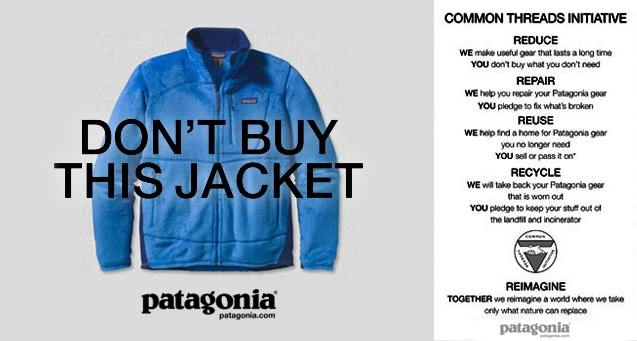 DON'T BUY
THIS JACKET
patagonia®
patagonia.com
COMMON THREADS INITIATIVE
REDUCE
WE make useful gear that lasts a long time
YOU don't buy what you don't need
REPAIR
WE help you repair your Patagonia gear
YOU pledge to fix what's broken
REUSE
WE help find a home for Patagonia gear
you no longer need
YOU sell or pass it on*
RECYCLE
WE will take back your Patagonia gear
that is worn out
YOU pledge to keep your stuff out of
the landfill and incinerator
COMMON
THREADS
INITIATIVE
REIMAGINE
TOGETHER we reimagine a world where we take
only what nature can replace
patagonia®
patagonia.com